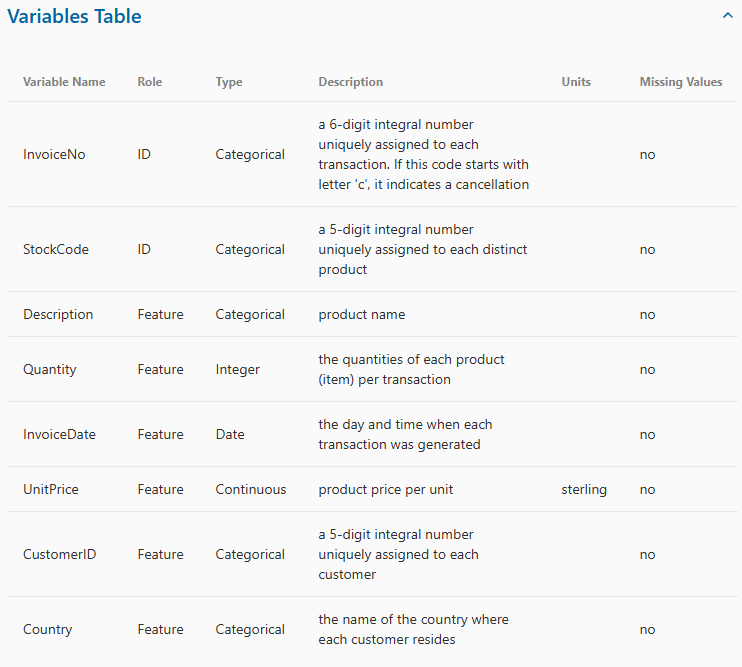 Variables Table
Variable Name Role Type Description Units Missing Values
a 6-digit integral number
uniquely assigned to each
InvoiceNo ID Categorical transaction. If this code starts with no
letter 'c', it indicates a cancellation
a 5-digit integral number
StockCode ID Categorical uniquely assigned to each distinct no
product
Description Feature Categorical product name no
the quantities of each product
Quantity Feature Integer (item) per transaction no
the day and time when each
InvoiceDate Feature Date transaction was generated no
UnitPrice Feature Continuous product price per unit sterling no
a 5-digit integral number
CustomerID Feature Categorical uniquely assigned to each no
customer
the name of the country where
Country Feature Categorical each customer resides no